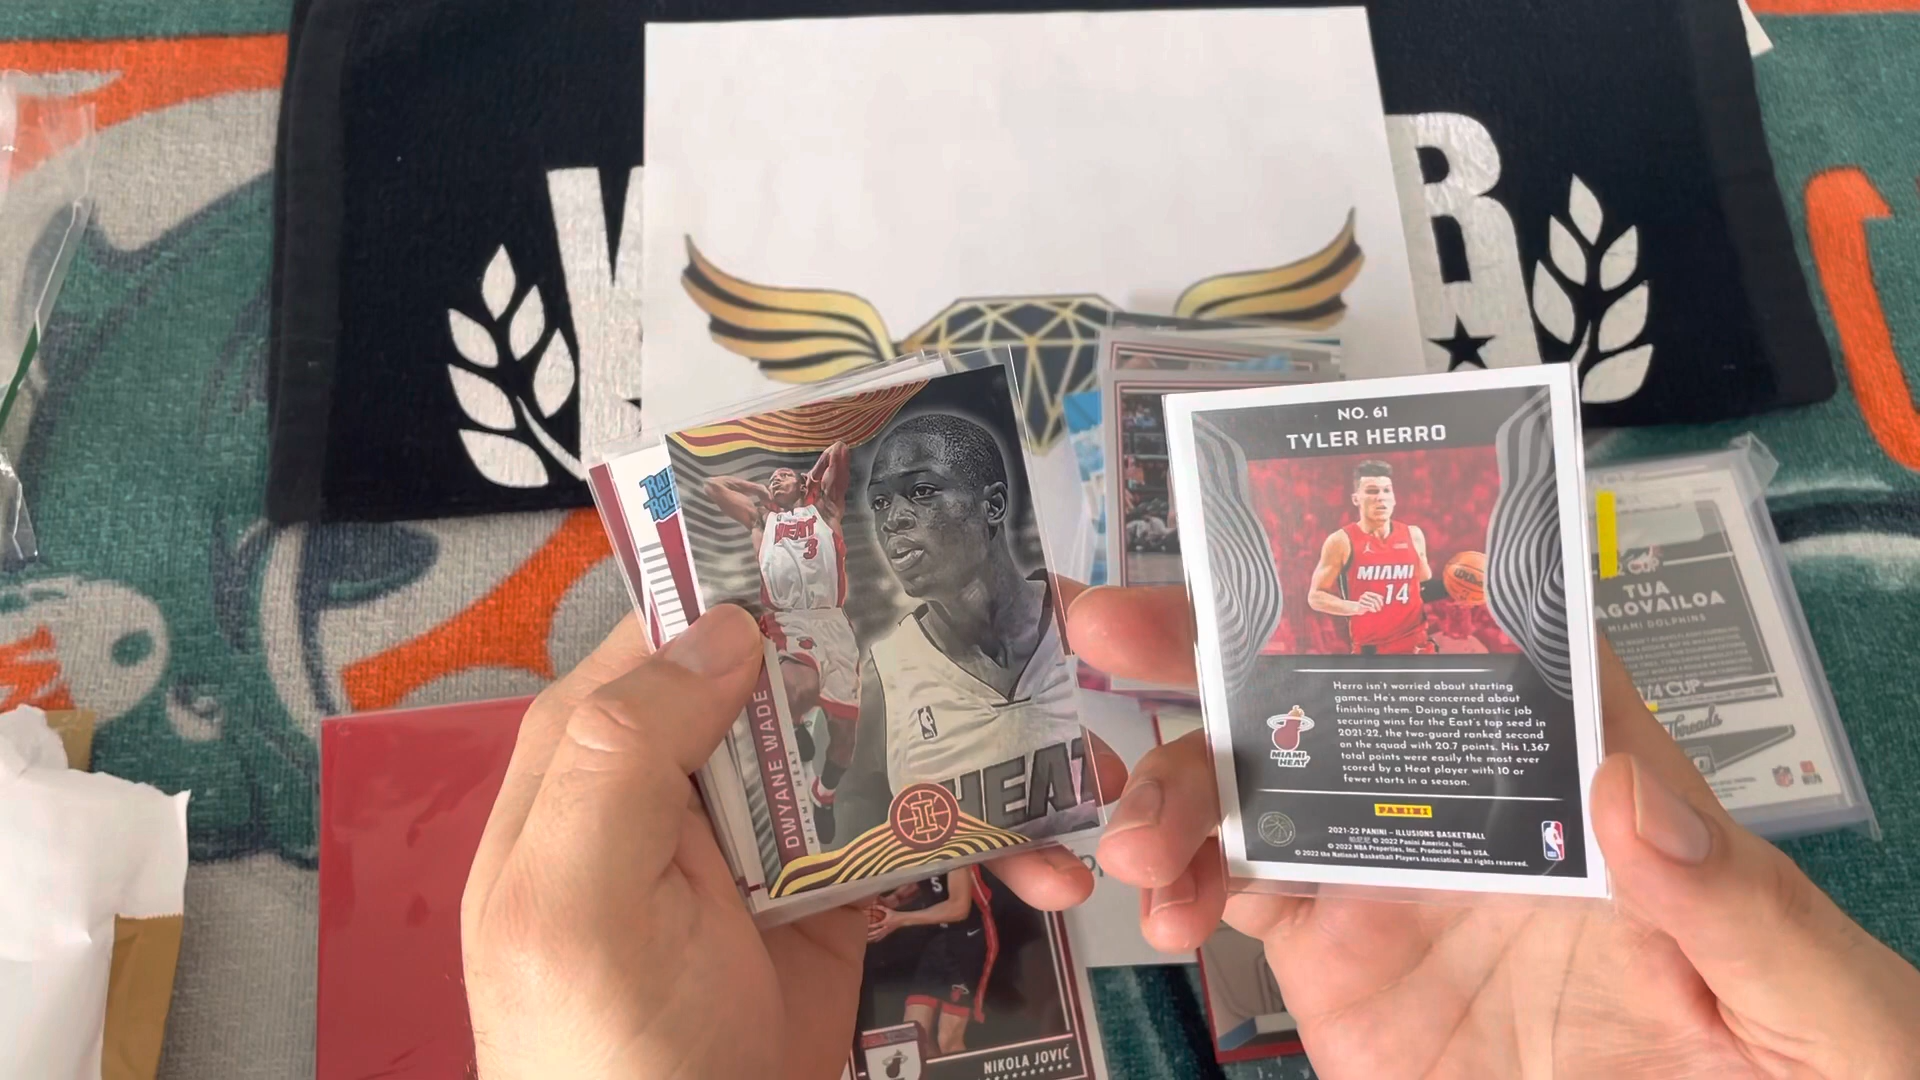 RATED
ROOKIE
HEAT
3
DWYANE WADE
MIAMI HEAT
HEAT
NO. 61
TYLER HERRO
MIAMI
14
Herro isn't worried about starting
games. He's more concerned about
finishing them. Doing a fantastic job
securing wins for the East's top seed in
2021-22, the two-guard ranked second
on the squad with 20.7 points. His 1,367
total points were easily the most ever
scored by a Heat player with 10 or
fewer starts in a season.
MIAMI
HEAT
PANINI
2021-22 PANINI – ILLUSIONS BASKETBALL
© 2022 Panini America, Inc.
© 2022 NBA Properties, Inc. Produced in the USA.
© 2022 the National Basketball Players Association. All rights reserved.
TUA
AGOVAILOA
MIAMI DOLPHINS
/4 CUP
Threads
5
NIKOLA JOVIĆ